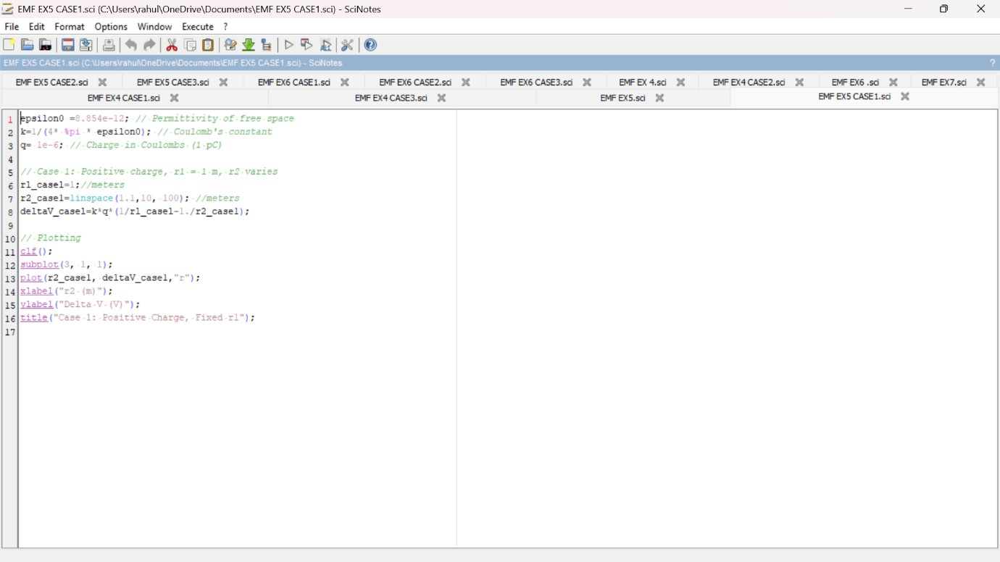 EMF EX5 CASE1.sci (C:\Users\rahul\OneDrive\Documents\EMF EX5 CASE1.sci) - SciNotes
File Edit Format Options Window Execute ?
EMF EX5 CASE1.sci (C:\Users\rahul\OneDrive\Documents\EMF EX5 CASE1.sci) - SciNotes ?
EMF EX5 CASE2.sci EMF EX5 CASE3.sci EMF EX6 CASE1.sci EMF EX6 CASE2.sci EMF EX6 CASE3.sci EMF EX 4.sci EMF EX4 CASE2.sci EMF EX6 .sci EMF EX7.sci
EMF EX4 CASE1.sci EMF EX4 CASE3.sci EMF EX5.sci EMF EX5 CASE1.sci
1 epsilon0 =8.854e-12; // Permittivity of free space
2 k=1/(4* %pi * epsilon0); // Coulomb's constant
3 q= 1e-6; // Charge in Coulombs (1 pC)
4
5 // Case 1: Positive charge, r1 = 1 m, r2 varies
6 r1_case1=1;//meters
7 r2_case1=linspace(1.1,10, 100); //meters
8 deltaV_case1=k*q*(1/r1_case1-1./r2_case1);
9
10 // Plotting
11 clf();
12 subplot(3, 1, 1);
13 plot(r2_case1, deltaV_case1,"r");
14 xlabel("r2 (m)");
15 ylabel("Delta V (V)");
16 title("Case 1: Positive Charge, Fixed r1");
17